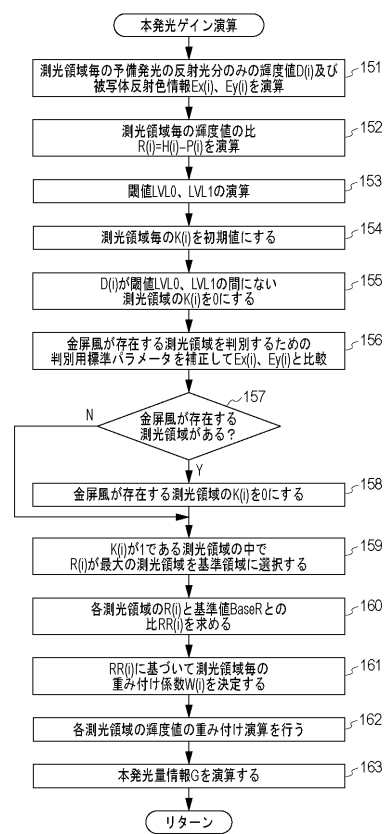 本発光ゲイン演算
測光領域毎の予備発光の反射光分のみの輝度値D(i)及び
被写体反射色情報Ex(i)、Ey(i)を演算
151
測光領域毎の輝度値の比
R(i)=H(i)−P(i)を演算
152
閾値LVL0、LVL1の演算
153
測光領域毎のK(i)を初期値にする
154
D(i)が閾値LVL0、LVL1の間にない
測光領域のK(i)を0にする
155
金屏風が存在する測光領域を判別するための
判別用標準パラメータを補正してEx(i)、Ey(i)と比較
156
157
金屏風が存在する
測光領域がある？
N
Y
金屏風が存在する測光領域のK(i)を0にする
158
K(i)が1である測光領域の中で
R(i)が最大の測光領域を基準領域に選択する
159
各測光領域のR(i)と基準値BaseRとの
比RR(i)を求める
160
RR(i)に基づいて測光領域毎の
重み付け係数W(i)を決定する
161
各測光領域の輝度値の重み付け演算を行う
162
本発光量情報Gを演算する
163
リターン